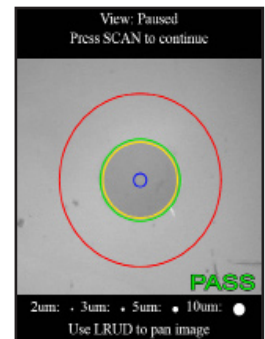 View: Paused
Press SCAN to continue
PASS
2um: 3um: 5um: 10um:
Use LRUD to pan image